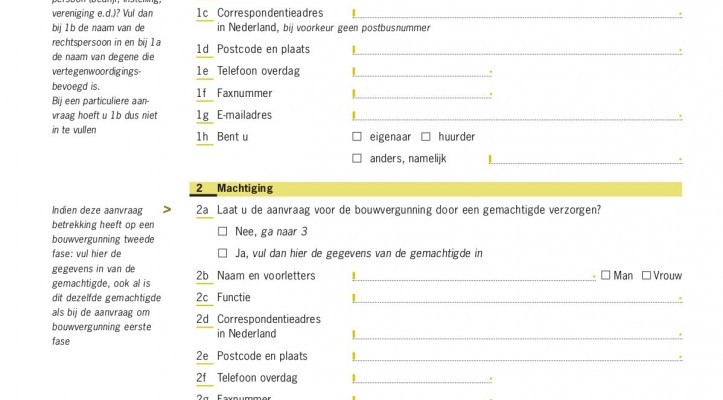 persoon (bedrijf, instelling,
vereniging e.d.)? Vul dan
bij 1b de naam van de
rechtspersoon in en bij 1a
de naam van degene die
vertegenwoordigings-
bevoegd is.
Bij een particuliere aan-
vraag hoeft u 1b dus niet
in te vullen
1c Correspondentieadres
in Nederland, bij voorkeur geen postbusnummer
1d Postcode en plaats
1e Telefoon overdag
1f Faxnummer
1g E-mailadres
1h Bent u
eigenaar
huurder
anders, namelijk
2 Machtiging
Indien deze aanvraag
betrekking heeft op een
bouwvergunning tweede
fase: vul hier de
gegevens in van de
gemachtigde, ook al is
dit dezelfde gemachtigde
als bij de aanvraag om
bouwvergunning eerste
fase
>
2a Laat u de aanvraag voor de bouwvergunning door een gemachtigde verzorgen?
Nee, ga naar 3
Ja, vul dan hier de gegevens van de gemachtigde in
2b Naam en voorletters
Man
Vrouw
2c Functie
2d Correspondentieadres
in Nederland
2e Postcode en plaats
2f Telefoon overdag
2g Faxnummer